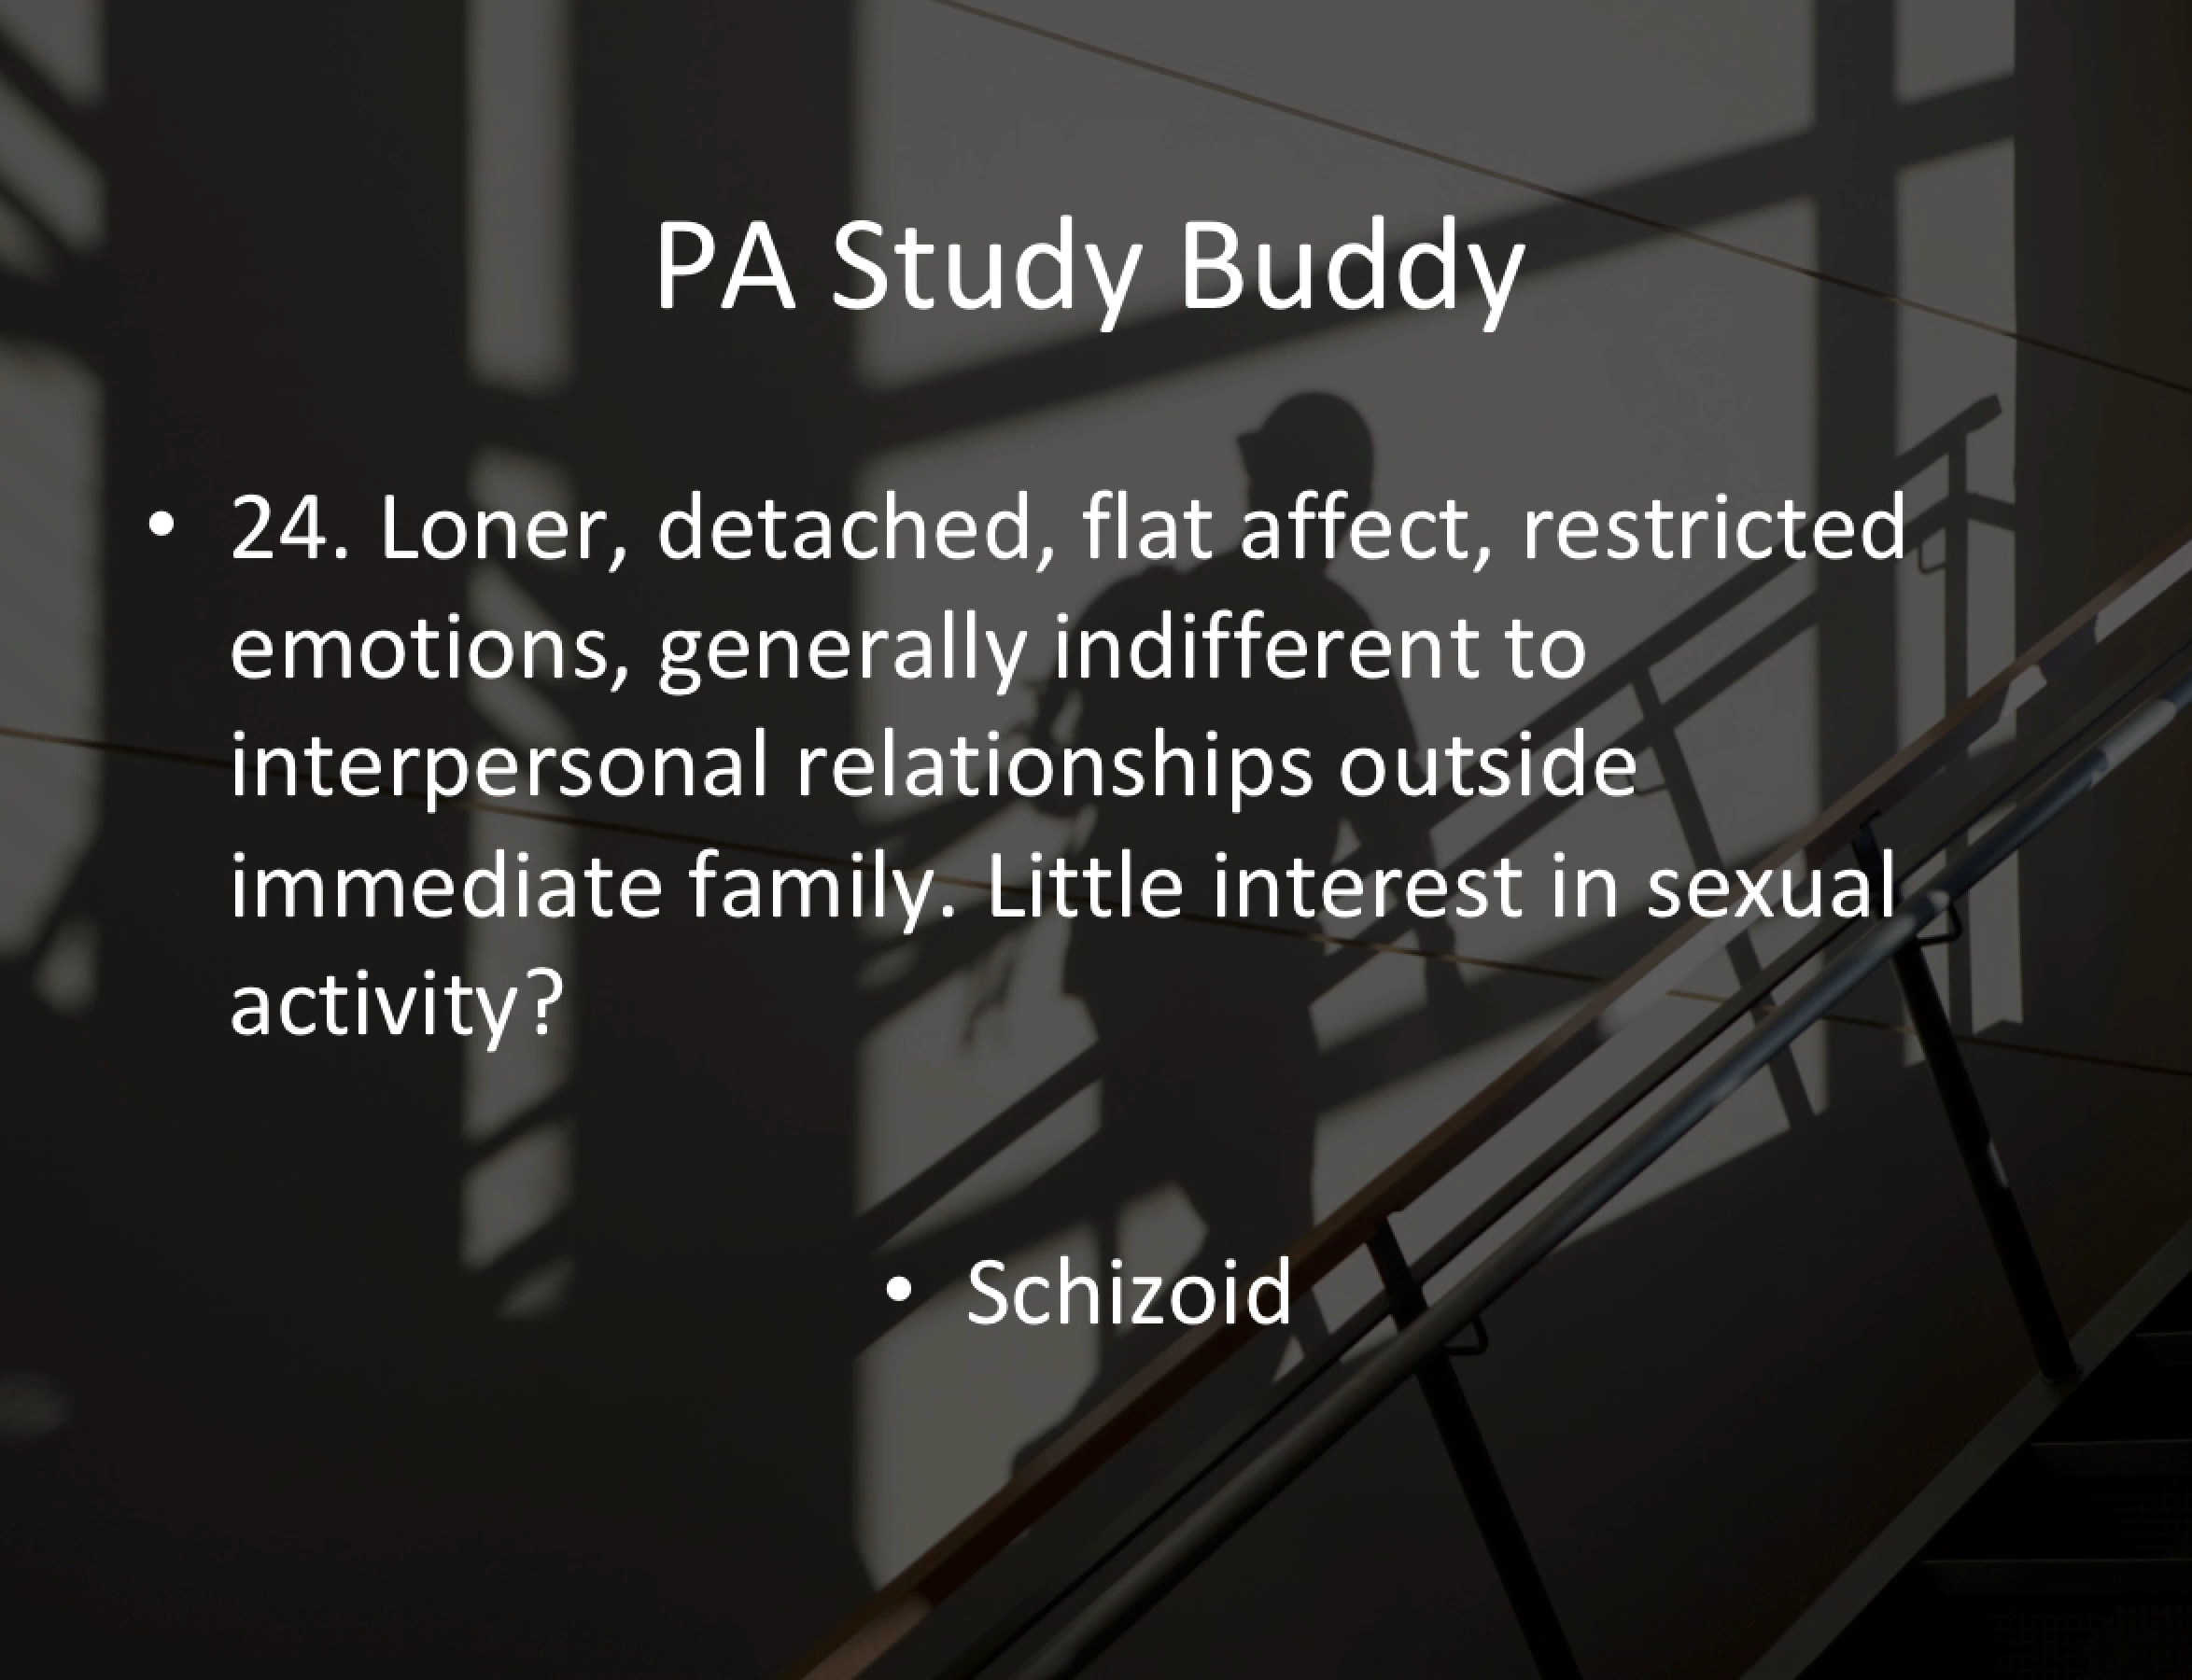 PA Study Buddy
• 24. Loner, detached, flat affect, restricted
emotions, generally indifferent to
interpersonal relationships outside
immediate family. Little interest in sexual
activity?
• Schizoid